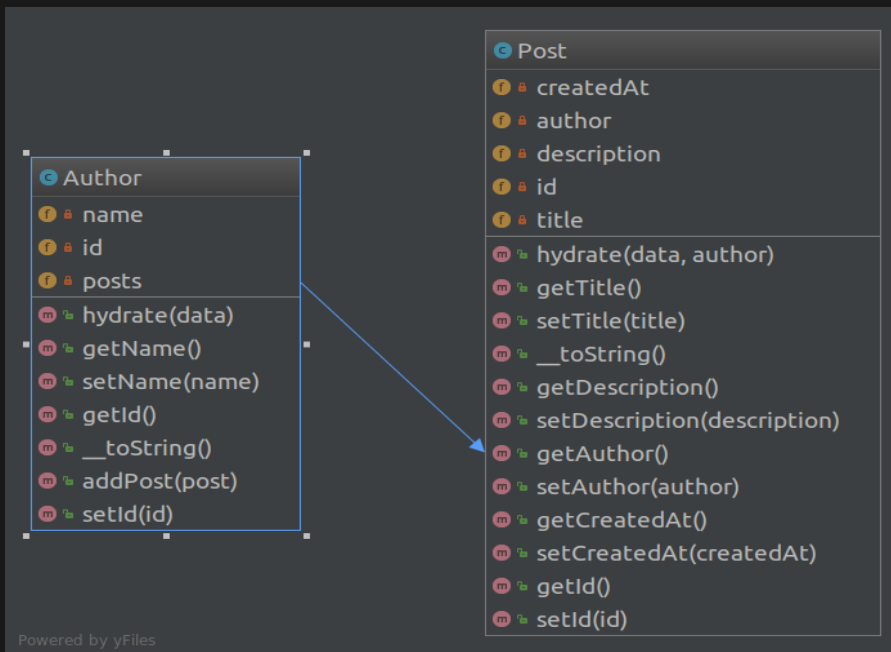 Author
name
id
posts
hydrate(data)
getName()
setName(name)
getId()
__toString()
addPost(post)
setId(id)
Post
createdAt
author
description
id
title
hydrate(data, author)
getTitle()
setTitle(title)
__toString()
getDescription()
setDescription(description)
getAuthor()
setAuthor(author)
getCreatedAt()
setCreatedAt(createdAt)
getId()
setId(id)
Powered by yFiles